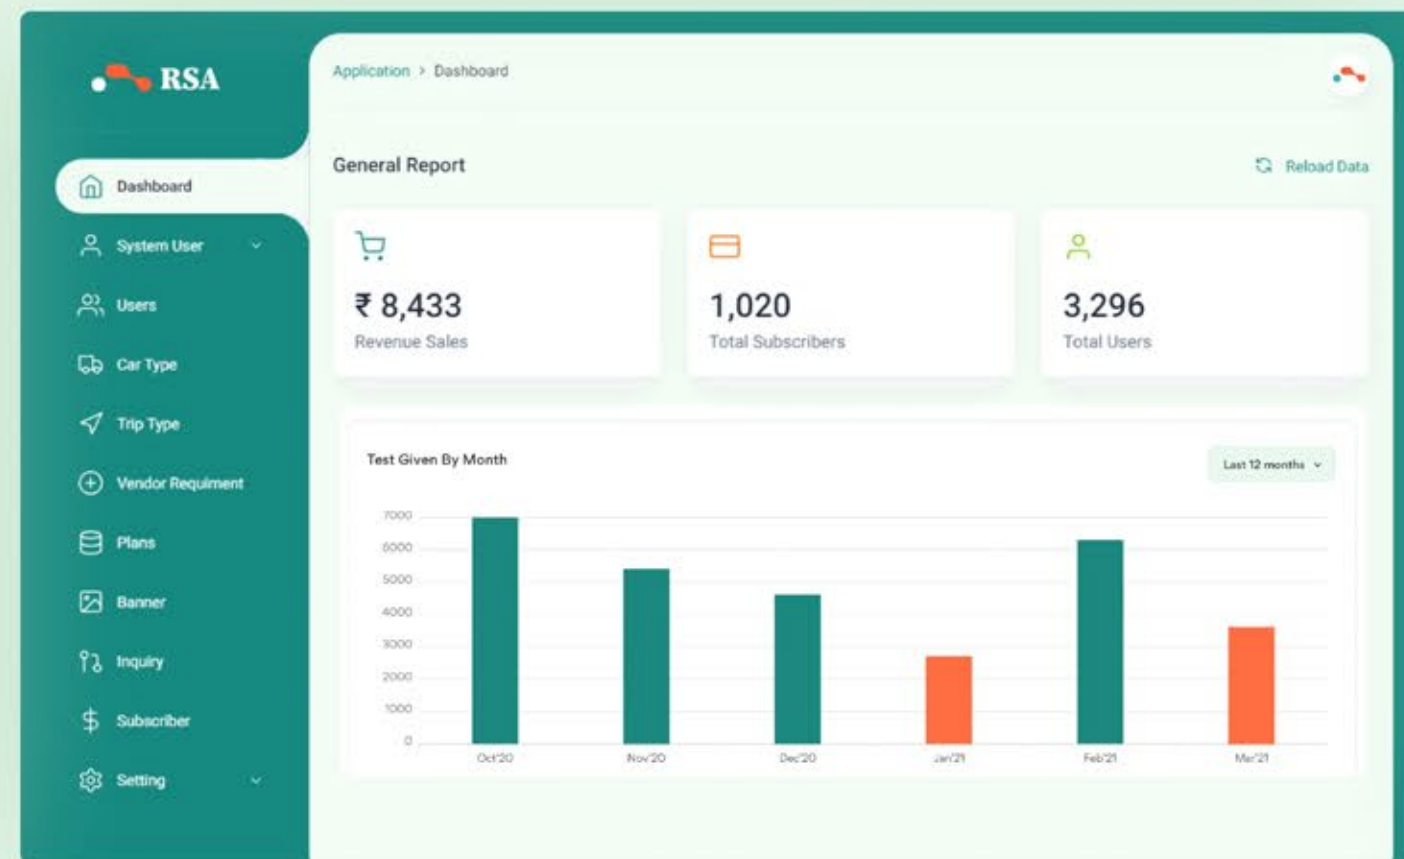 RSA
Application > Dashboard
Dashboard
System User
Users
Car Type
Trip Type
Vendor Requiment
Plans
Banner
Inquiry
Subscriber
Setting
General Report
Reload Data
₹ 8,433
Revenue Sales
1,020
Total Subscribers
3,296
Total Users
Test Given By Month
Last 12 months
7000
6000
5000
4000
3000
2000
1000
0
Oct'20
Nov'20
Dec'20
Jan'21
Feb'21
Mar'21